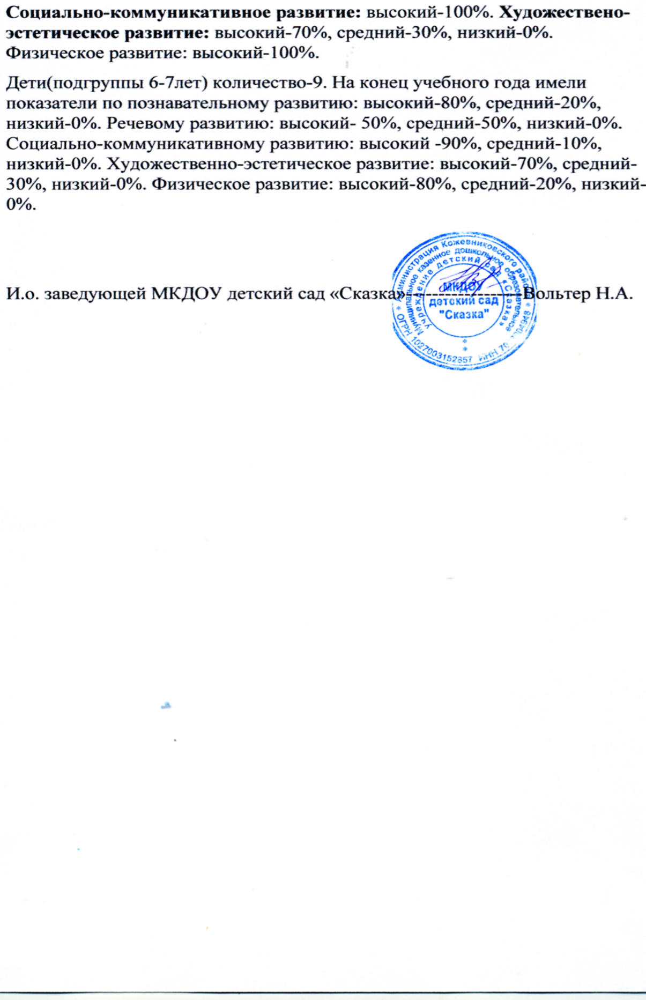 Социально-коммуникативное развитие: высокий-100%. Художествено-
эстетическое развитие: высокий-70%, средний-30%, низкий-0%.
Физическое развитие: высокий-100%.
Дети(подгруппы 6-7лет) количество-9. На конец учебного года имели
показатели по познавательному развитию: высокий-80%, средний-20%,
низкий-0%. Речевому развитию: высокий- 50%, средний-50%, низкий-0%.
Социально-коммуникативному развитию: высокий -90%, средний-10%,
низкий-0%. Художественно-эстетическое развитие: высокий-70%, средний-
30%, низкий-0%. Физическое развитие: высокий-80%, средний-20%, низкий-
0%.
И.о. заведующей МКДОУ детский сад «Сказка»--------------------Вольтер Н.А.
Администрация Кожевниковского района
Муниципальное казенное дошкольное образовательное
учреждение детский сад «Сказка»
МКДОУ
детский сад
"Сказка"
ОГРН 1027003152857 ИНН